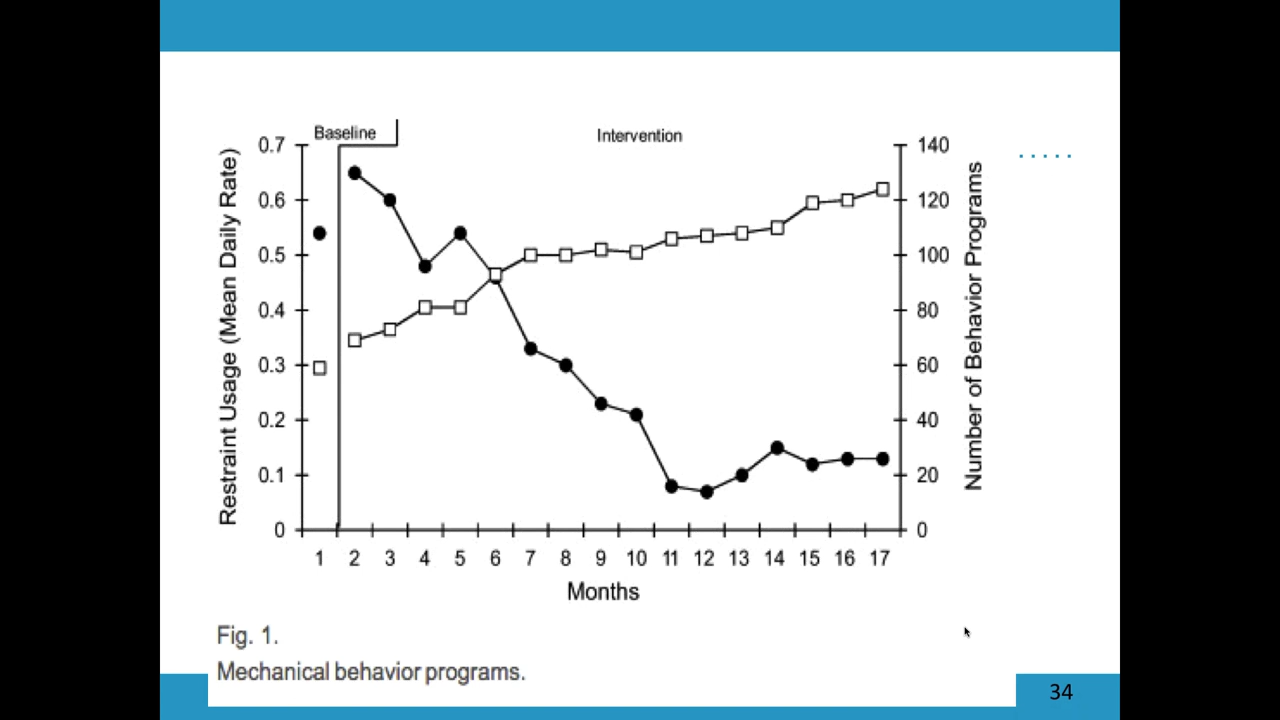 Baseline
Intervention
0.7
0.6
0.5
0.4
0.3
0.2
0.1
0
Restraint Usage (Mean Daily Rate)
140
120
100
80
60
40
20
0
Number of Behavior Programs
1 2 3 4 5 6 7 8 9 10 11 12 13 14 15 16 17
Months
Fig. 1.
Mechanical behavior programs.
34